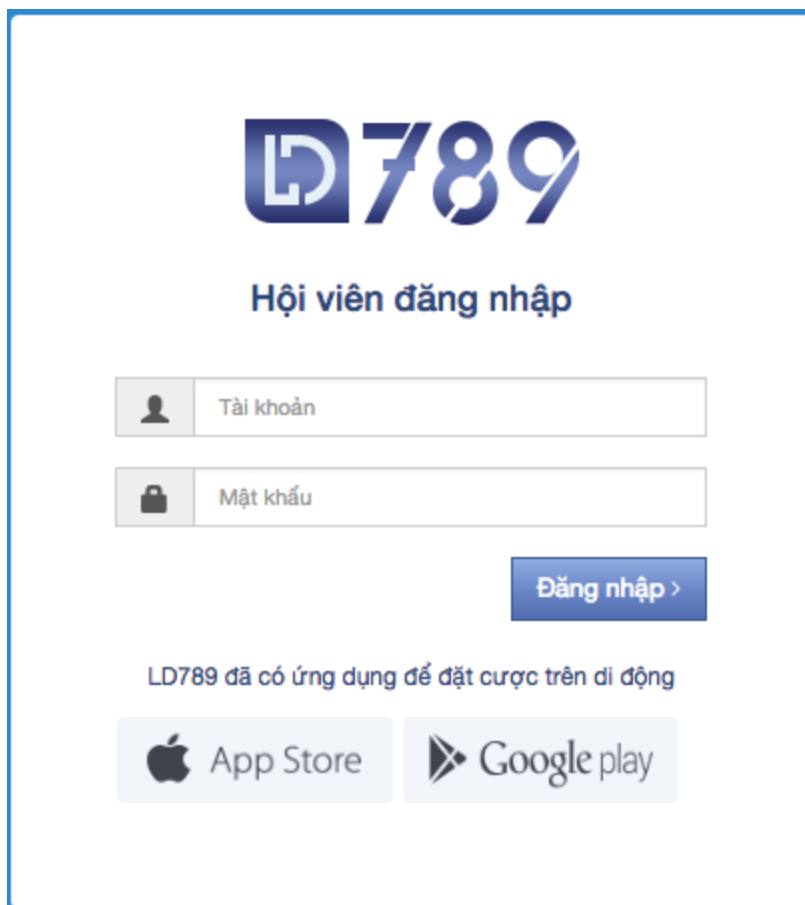 LD789
Hội viên đăng nhập
Tài khoản
Mật khẩu
Đăng nhập >
LD789 đã có ứng dụng để đặt cược trên di động
App Store
Google play